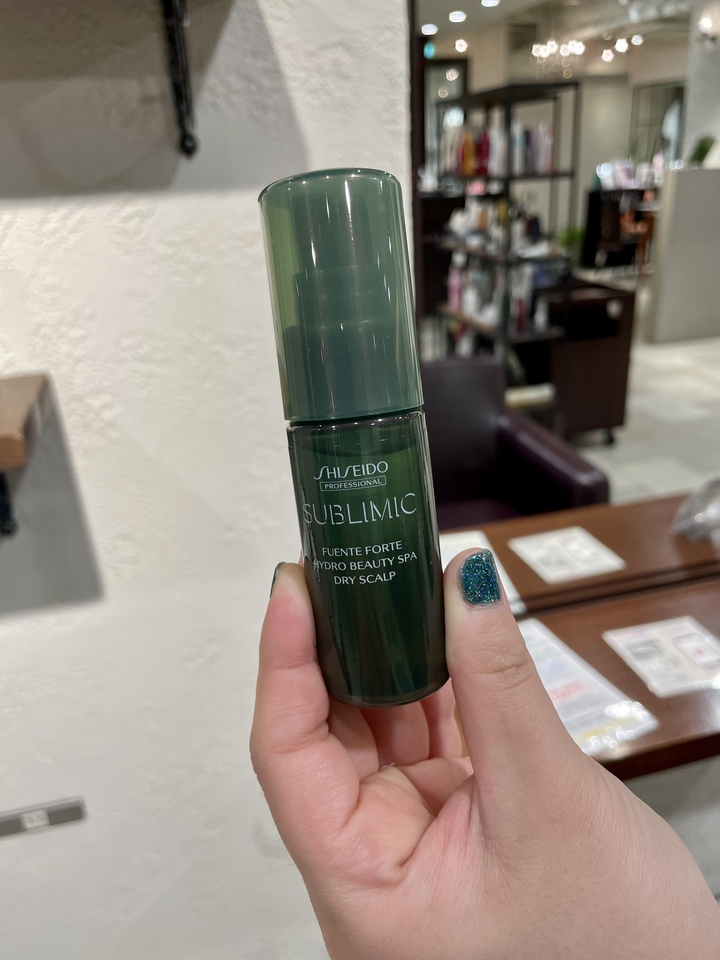 SHISEIDO
PROFESSIONAL
SUBLIMIC
FUENTE FORTE
HYDRO BEAUTY SPA
DRY SCALP